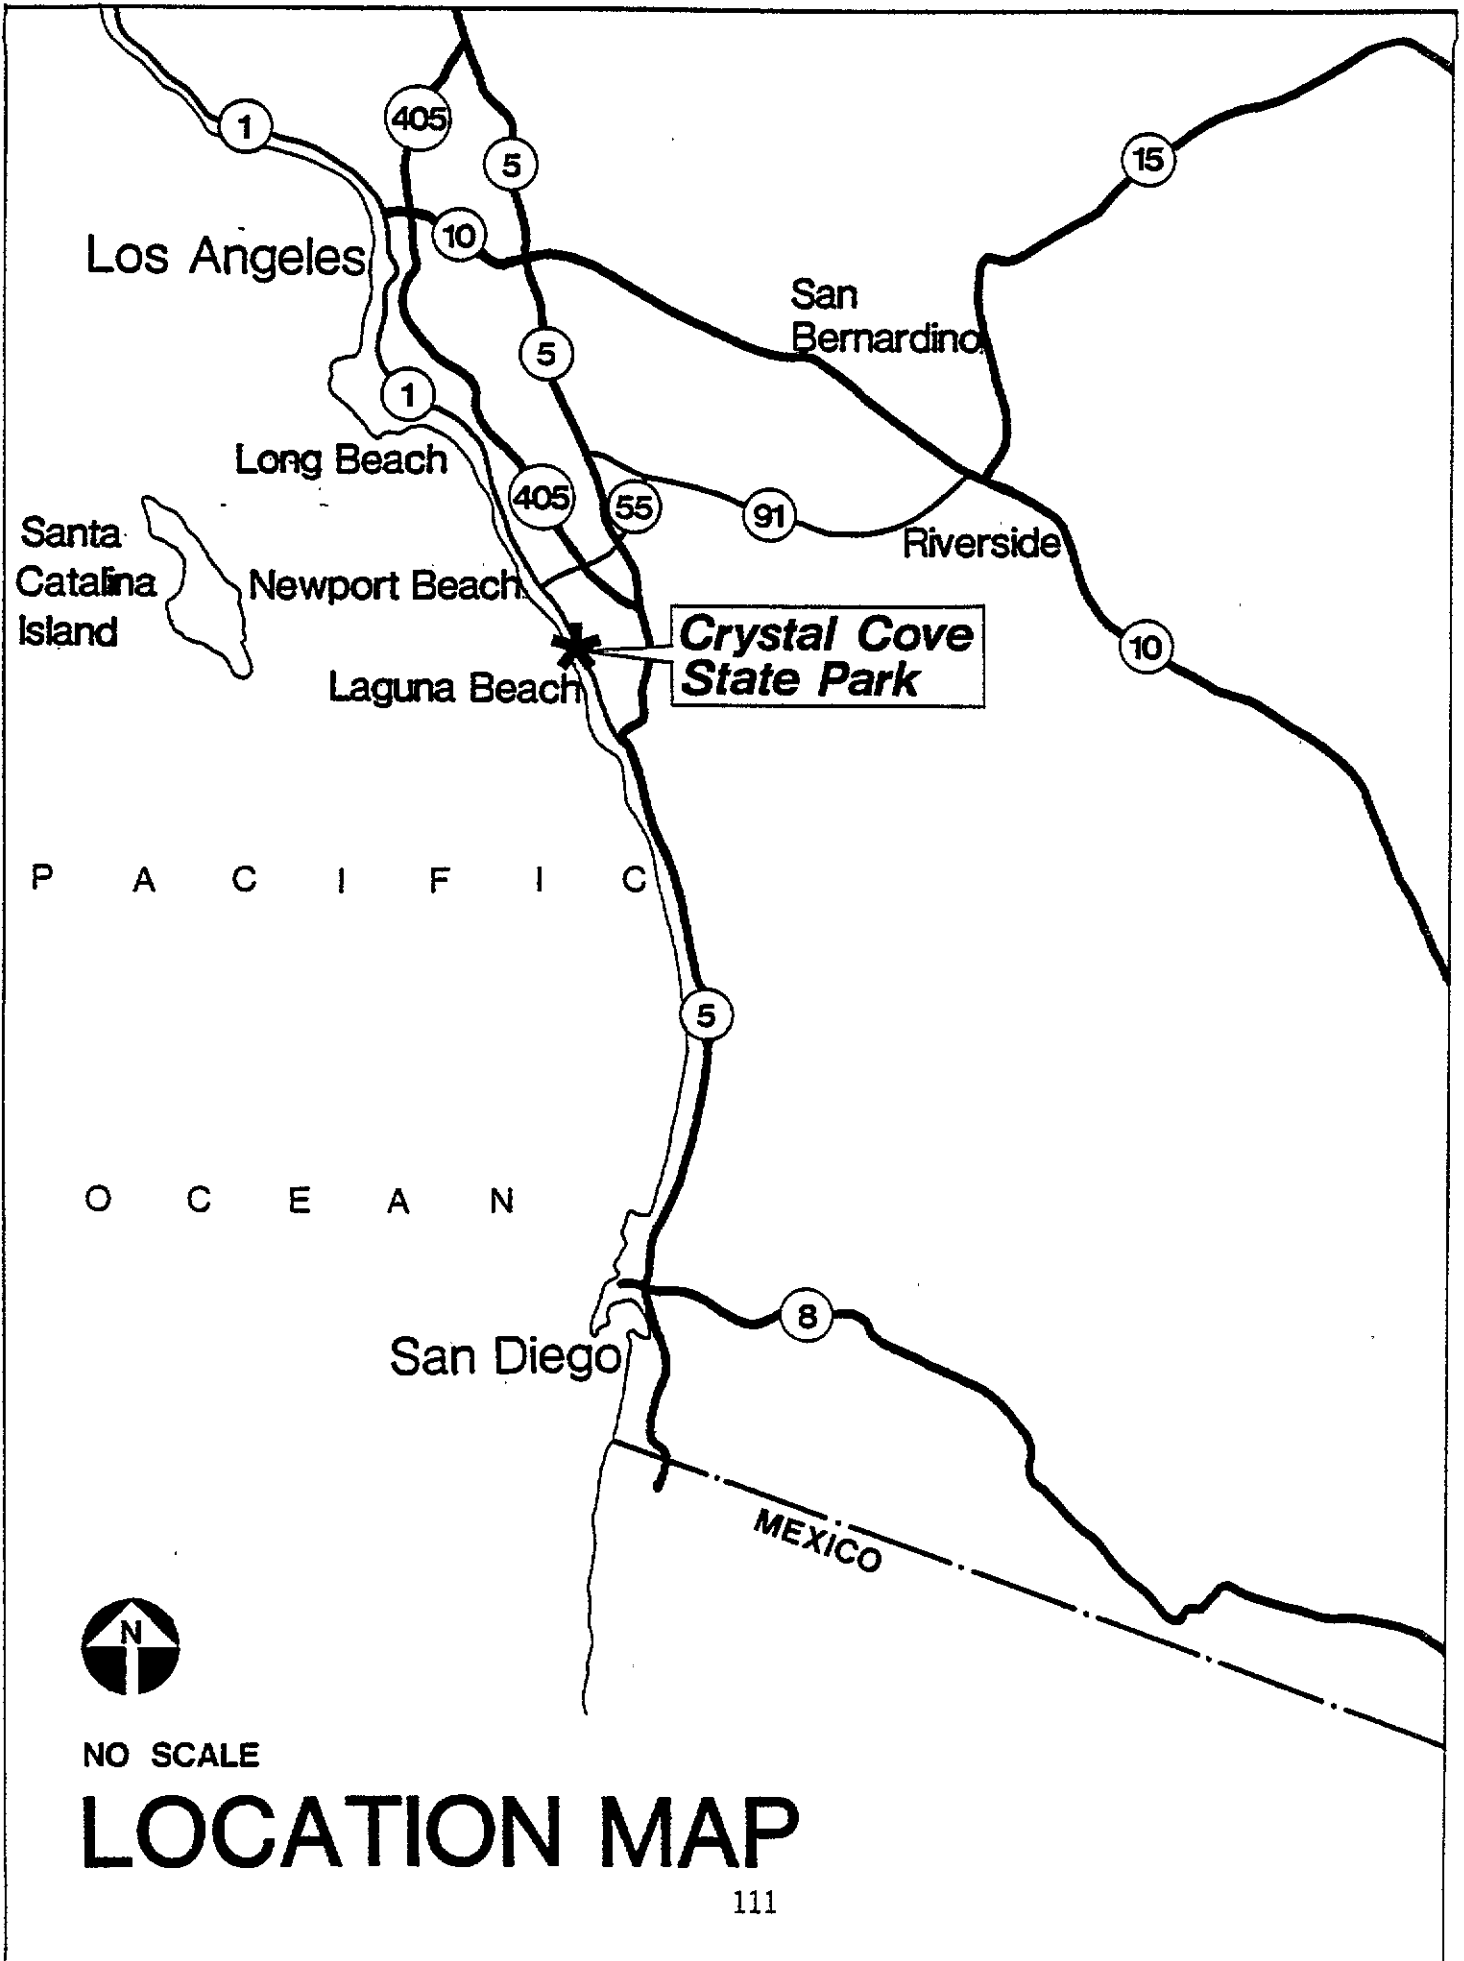 1
405
5
15
10
Los Angeles
San
Bernardino
5
1
Long Beach
405
55
91
Santa
Catalina
Island
Newport Beach
Riverside
Crystal Cove
State Park
10
Laguna Beach
PACIFIC
5
OCEAN
8
San Diego
MEXICO
N
NO SCALE
LOCATION MAP
111